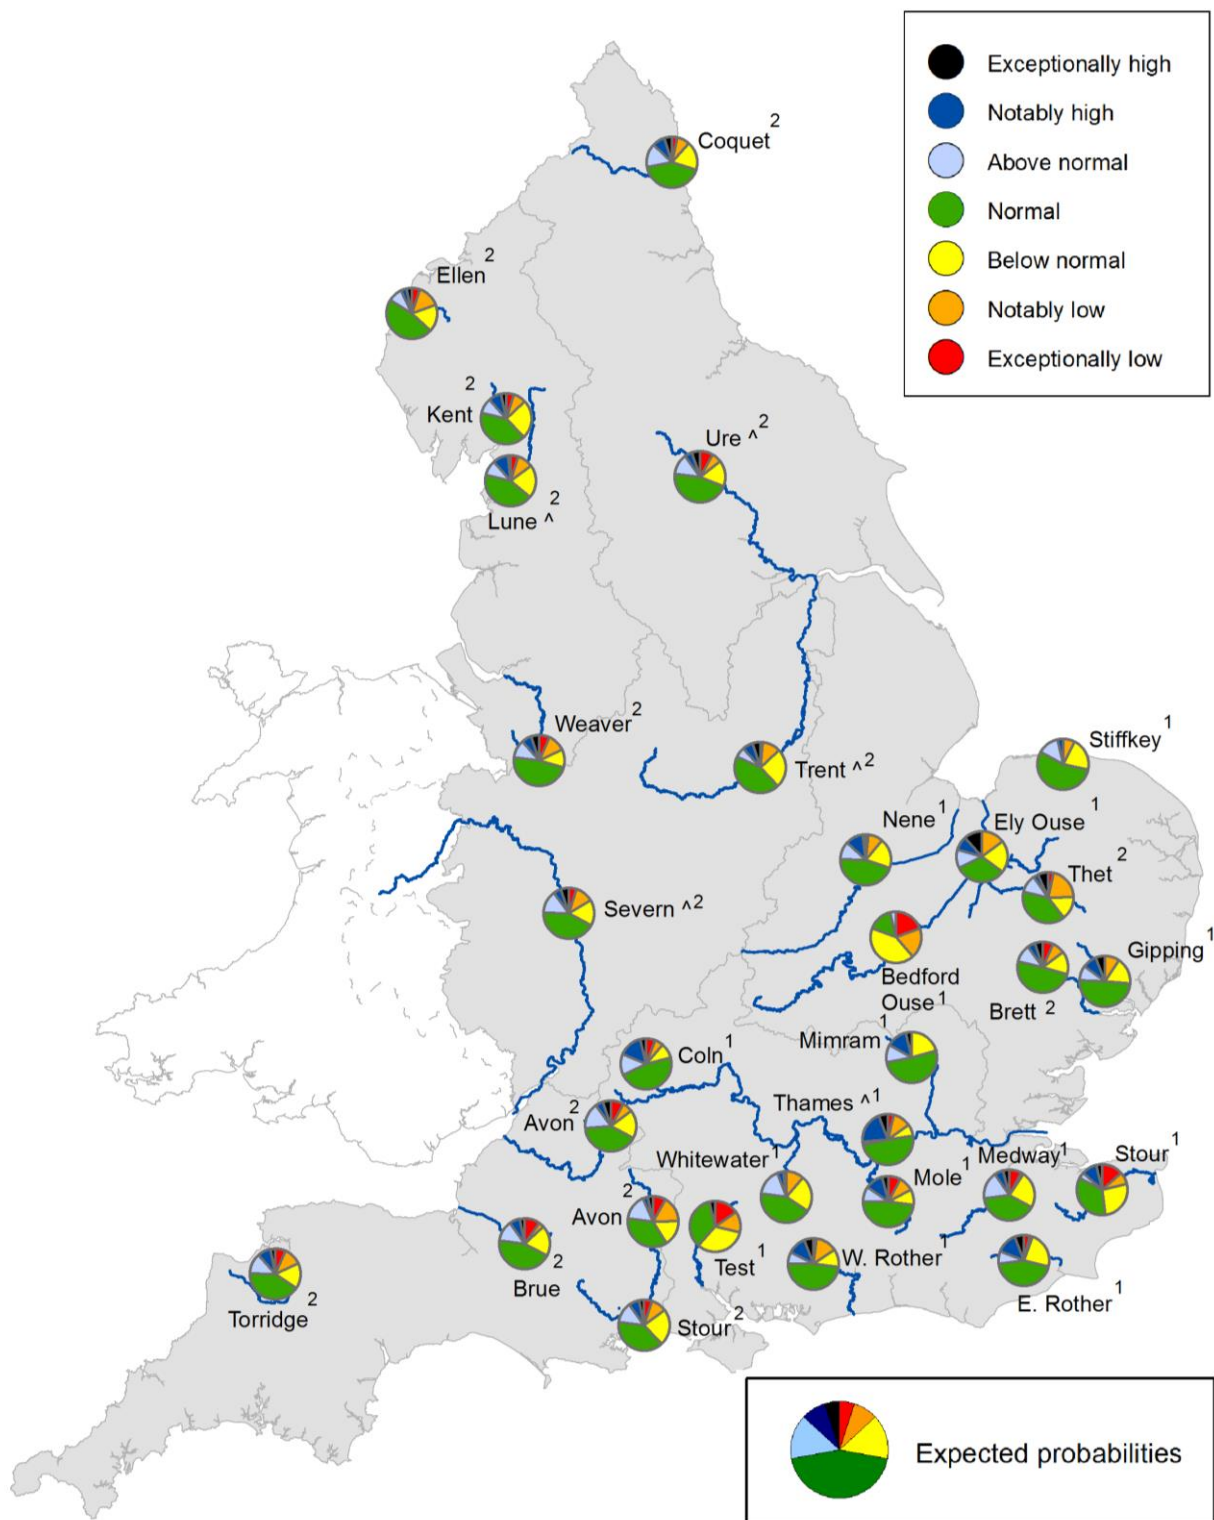 Exceptionally high
Notably high
Above normal
Normal
Below normal
Notably low
Exceptionally low
Coquet 2
Ellen 2
2
Kent
Ure ^ 2
2
Lune ^
Weaver 2
Trent ^ 2
Stiffkey 1
Nene 1
Ely Ouse 1
Thet 2
Severn ^ 2
Gipping 1
Bedford
Ouse 1
Brett 2
Mimram 1
Coln 1
Thames ^ 1
Avon 2
Whitewater 1
Mole 1
Medway 1
Stour 1
2
Avon
Test 1
W. Rother 1
2
Brue
E. Rother 1
Torridge 2
Stour 2
Expected probabilities